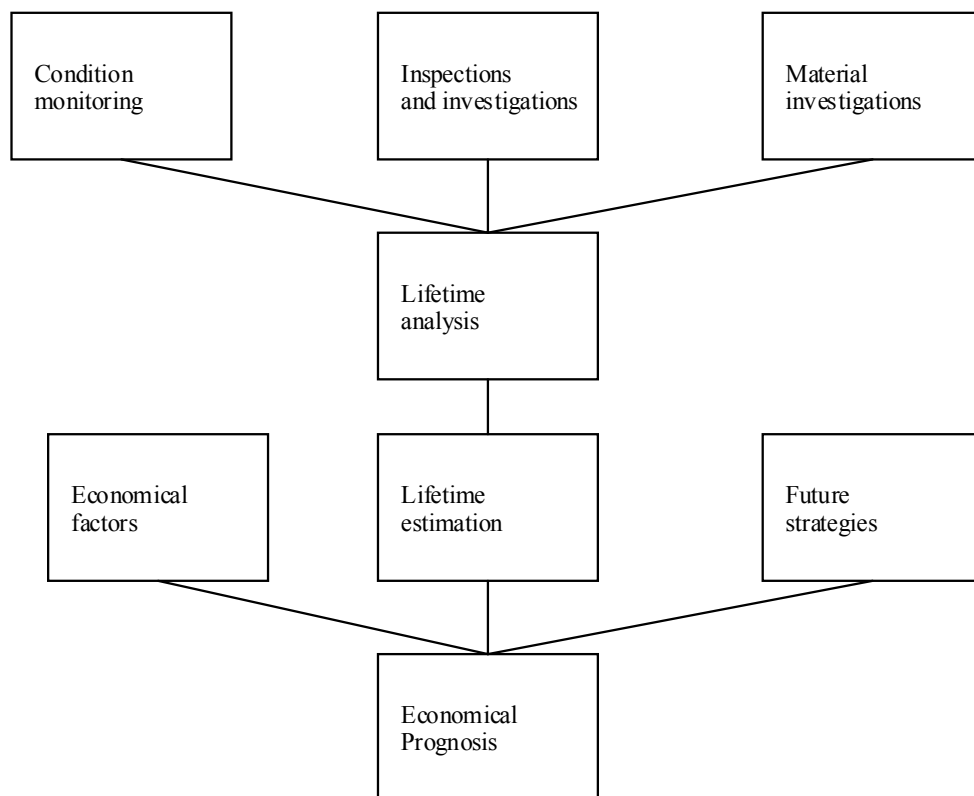 Condition
monitoring
Inspections
and investigations
Material
investigations
Lifetime
analysis
Economical
factors
Lifetime
estimation
Future
strategies
Economical
Prognosis